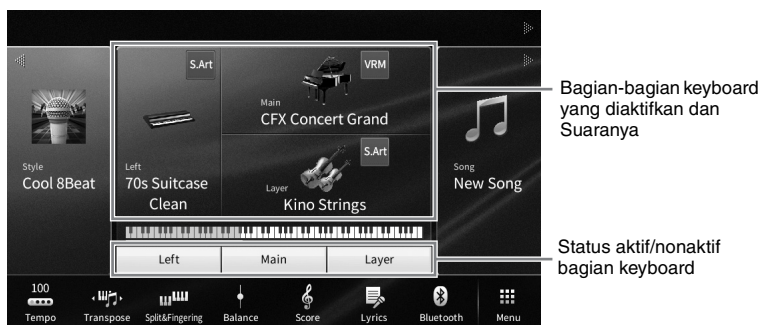 S.Art
VRM
Main
CFX Concert Grand
Style
Cool 8Beat
Left
70s Suitcase
Clean
S.Art
Layer
Kino Strings
Song
New Song
Left
Main
Layer
100
Tempo
Transpose
Split&Fingering
Balance
Score
Lyrics
Bluetooth
Menu
Bagian-bagian keyboard
yang diaktifkan dan
Suaranya
Status aktif/nonaktif
bagian keyboard